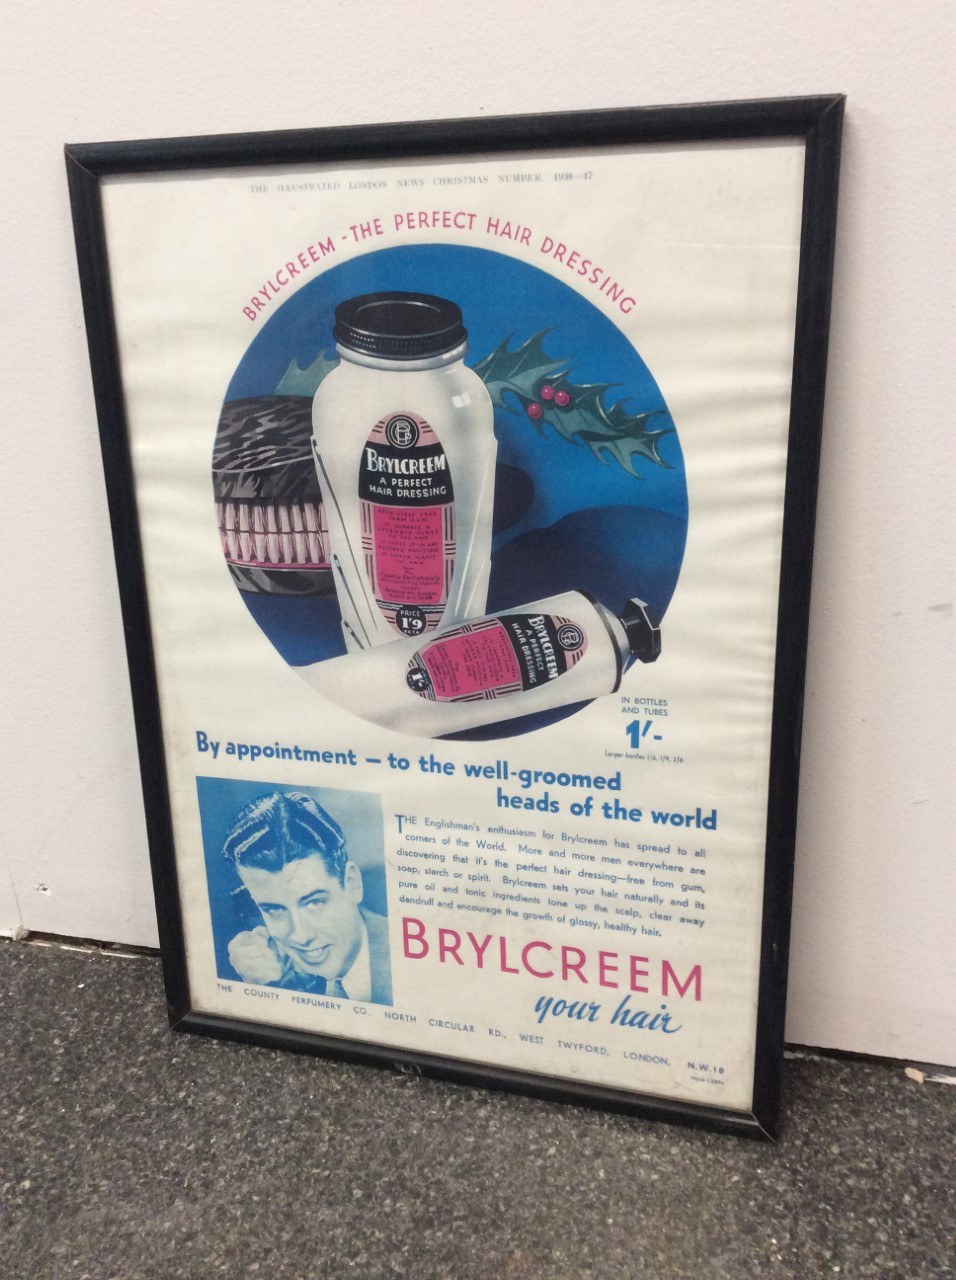 THE ILLUSTRATED LONDON NEWS CHRISTMAS NUMBER, 1938—47
BRYLCREEM - THE PERFECT HAIR DRESSING
BRYLCREEM
A PERFECT
HAIR DRESSING
ABSOLUTELY FREE
FROM GUM
PRICE
1'9
BRYLCREEM
A PERFECT
HAIR DRESSING
1'-
IN BOTTLES
AND TUBES
1'-
Larger bottles 1/6, 1/9, 2/6
By appointment — to the well-groomed
heads of the world
THE Englishman's enthusiasm for Brylcreem has spread to all
corners of the World. More and more men everywhere are
discovering that it's the perfect hair dressing—free from gum,
soap, starch or spirit. Brylcreem sets your hair naturally and its
pure oil and tonic ingredients tone up the scalp, clear away
dandruff and encourage the growth of glossy, healthy hair.
BRYLCREEM
your hair
THE COUNTY PERFUMERY CO., NORTH CIRCULAR RD., WEST TWYFORD, LONDON, N.W.10